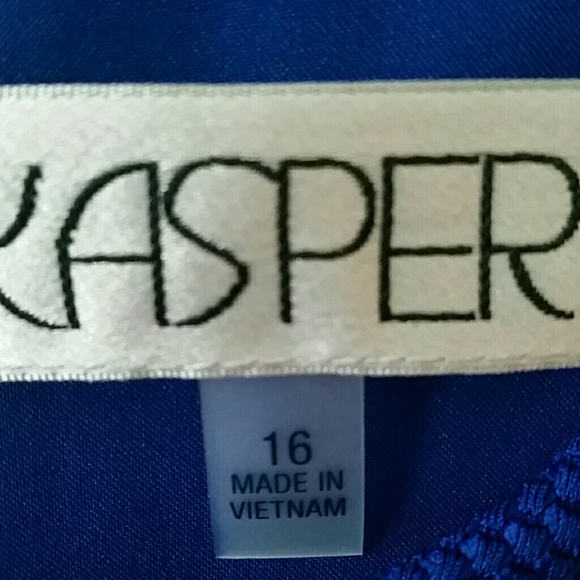 KASPER
16
MADE IN
VIETNAM